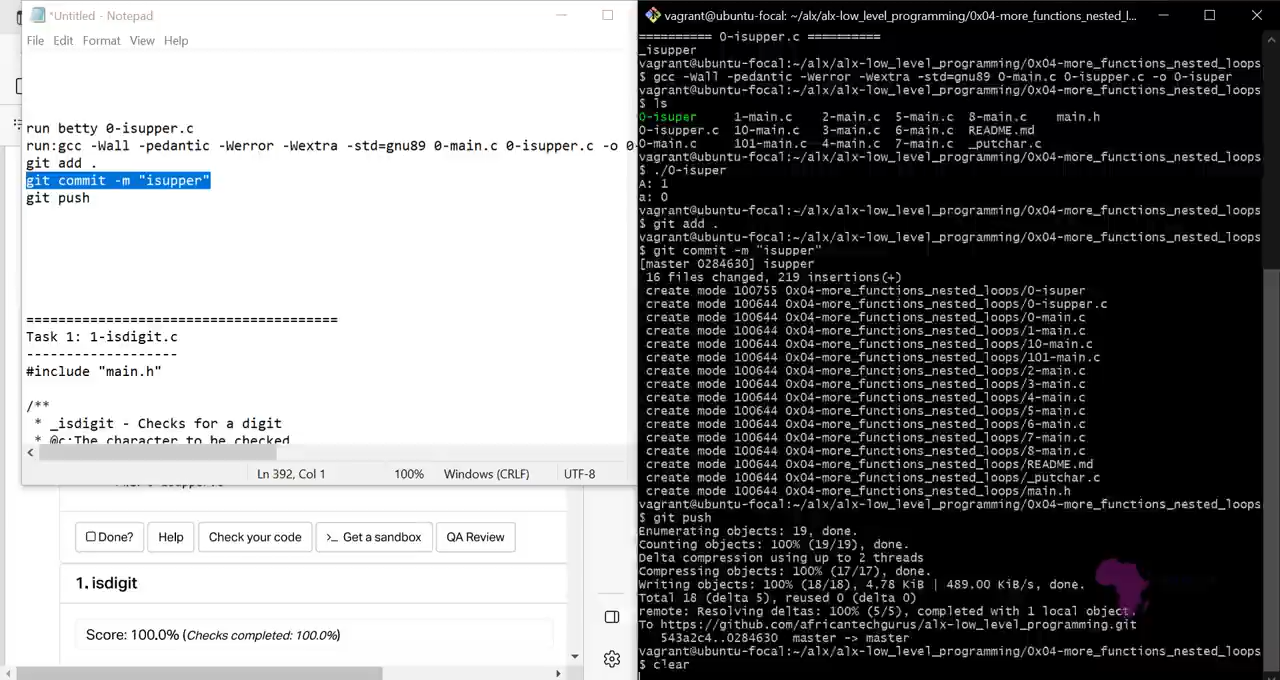 *Untitled - Notepad
File Edit Format View Help
run betty 0-isupper.c
run:gcc -Wall -pedantic -Werror -Wextra -std=gnu89 0-main.c 0-isupper.c -o 0-
git add .
git commit -m "isupper"
git push
=====================================
Task 1: 1-isdigit.c
-------------------
#include "main.h"
/**
* _isdigit - Checks for a digit
* @c:The character to be checked
Ln 392, Col 1 100% Windows (CRLF) UTF-8
Done? Help Check your code >_ Get a sandbox QA Review
1. isdigit
Score: 100.0% (Checks completed: 100.0%)
vagrant@ubuntu-focal: ~/alx/alx-low_level_programming/0x04-more_functions_nested_l...
========== 0-isupper.c ==========
_isupper
vagrant@ubuntu-focal:~/alx/alx-low_level_programming/0x04-more_functions_nested_loops
$ gcc -Wall -pedantic -Werror -Wextra -std=gnu89 0-main.c 0-isupper.c -o 0-isuper
vagrant@ubuntu-focal:~/alx/alx-low_level_programming/0x04-more_functions_nested_loops
$ ls
0-isuper 1-main.c 2-main.c 5-main.c 8-main.c main.h
0-isupper.c 10-main.c 3-main.c 6-main.c README.md
0-main.c 101-main.c 4-main.c 7-main.c _putchar.c
vagrant@ubuntu-focal:~/alx/alx-low_level_programming/0x04-more_functions_nested_loops
$ ./0-isuper
A: 1
a: 0
vagrant@ubuntu-focal:~/alx/alx-low_level_programming/0x04-more_functions_nested_loops
$ git add .
vagrant@ubuntu-focal:~/alx/alx-low_level_programming/0x04-more_functions_nested_loops
$ git commit -m "isupper"
[master 0284630] isupper
16 files changed, 219 insertions(+)
create mode 100755 0x04-more_functions_nested_loops/0-isuper
create mode 100644 0x04-more_functions_nested_loops/0-isupper.c
create mode 100644 0x04-more_functions_nested_loops/0-main.c
create mode 100644 0x04-more_functions_nested_loops/1-main.c
create mode 100644 0x04-more_functions_nested_loops/10-main.c
create mode 100644 0x04-more_functions_nested_loops/101-main.c
create mode 100644 0x04-more_functions_nested_loops/2-main.c
create mode 100644 0x04-more_functions_nested_loops/3-main.c
create mode 100644 0x04-more_functions_nested_loops/4-main.c
create mode 100644 0x04-more_functions_nested_loops/5-main.c
create mode 100644 0x04-more_functions_nested_loops/6-main.c
create mode 100644 0x04-more_functions_nested_loops/7-main.c
create mode 100644 0x04-more_functions_nested_loops/8-main.c
create mode 100644 0x04-more_functions_nested_loops/README.md
create mode 100644 0x04-more_functions_nested_loops/_putchar.c
create mode 100644 0x04-more_functions_nested_loops/main.h
vagrant@ubuntu-focal:~/alx/alx-low_level_programming/0x04-more_functions_nested_loops
$ git push
Enumerating objects: 19, done.
Counting objects: 100% (19/19), done.
Delta compression using up to 2 threads
Compressing objects: 100% (17/17), done.
Writing objects: 100% (18/18), 4.78 KiB | 489.00 KiB/s, done.
Total 18 (delta 5), reused 0 (delta 0)
remote: Resolving deltas: 100% (5/5), completed with 1 local object.
To https://github.com/africantechgurus/alx-low_level_programming.git
543a2c4..0284630 master -> master
vagrant@ubuntu-focal:~/alx/alx-low_level_programming/0x04-more_functions_nested_loops
$ clear